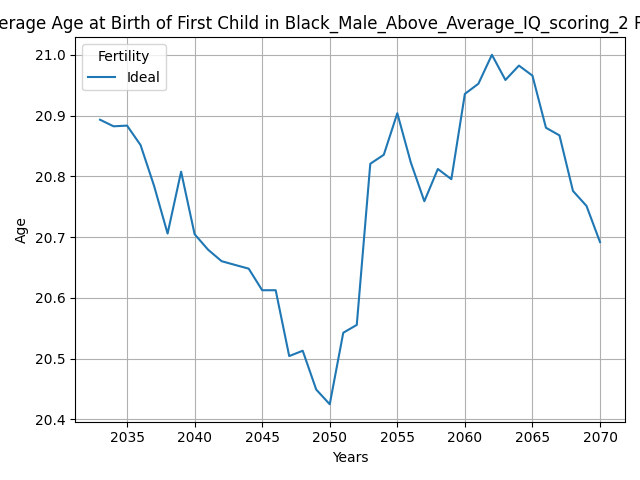 erage Age at Birth of First Child in Black_Male_Above_Average_IQ_scoring_2
Fertility
Ideal
21.0
20.9
20.8
20.7
20.6
20.5
20.4
Age
2035 2040 2045 2050 2055 2060 2065 2070
Years